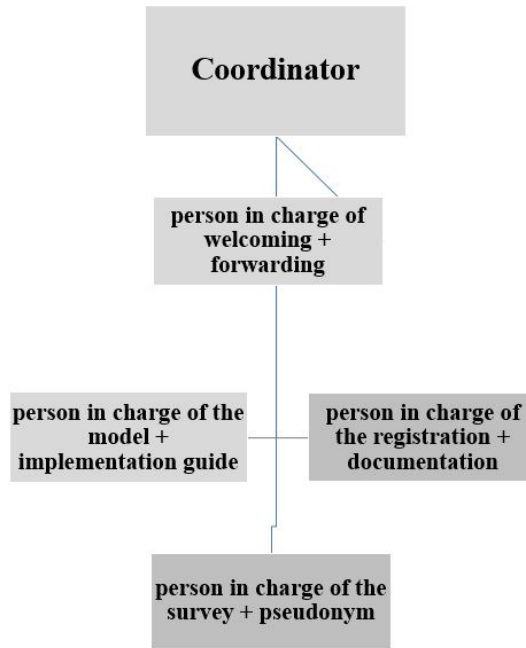 Coordinator
person in charge of
welcoming +
forwarding
person in charge of the
model +
implementation guide
person in charge of
the registration +
documentation
person in charge of the
survey + pseudonym